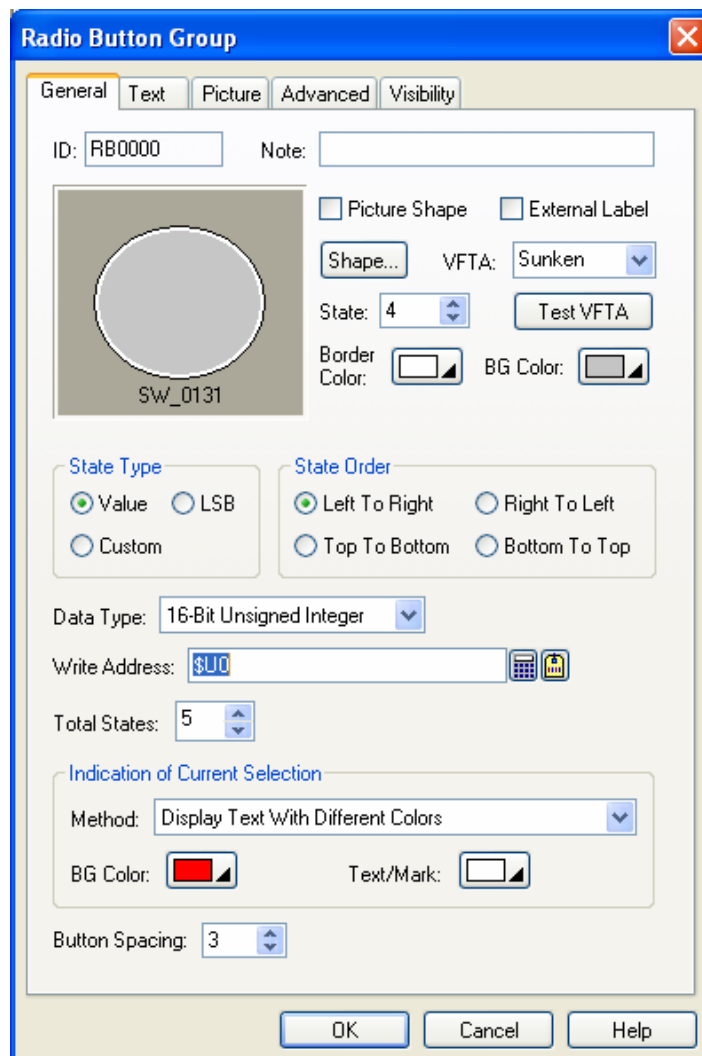 Radio Button Group
General Text Picture Advanced Visibility
ID: RB0000 Note:
Picture Shape External Label
Shape... VFTA: Sunken
State: 4 Test VFTA
Border Color: BG Color:
SW_0131
State Type State Order
Value LSB Left To Right Right To Left
Custom Top To Bottom Bottom To Top
Data Type: 16-Bit Unsigned Integer
Write Address: $U0
Total States: 5
Indication of Current Selection
Method: Display Text With Different Colors
BG Color: Text/Mark:
Button Spacing: 3
OK Cancel Help